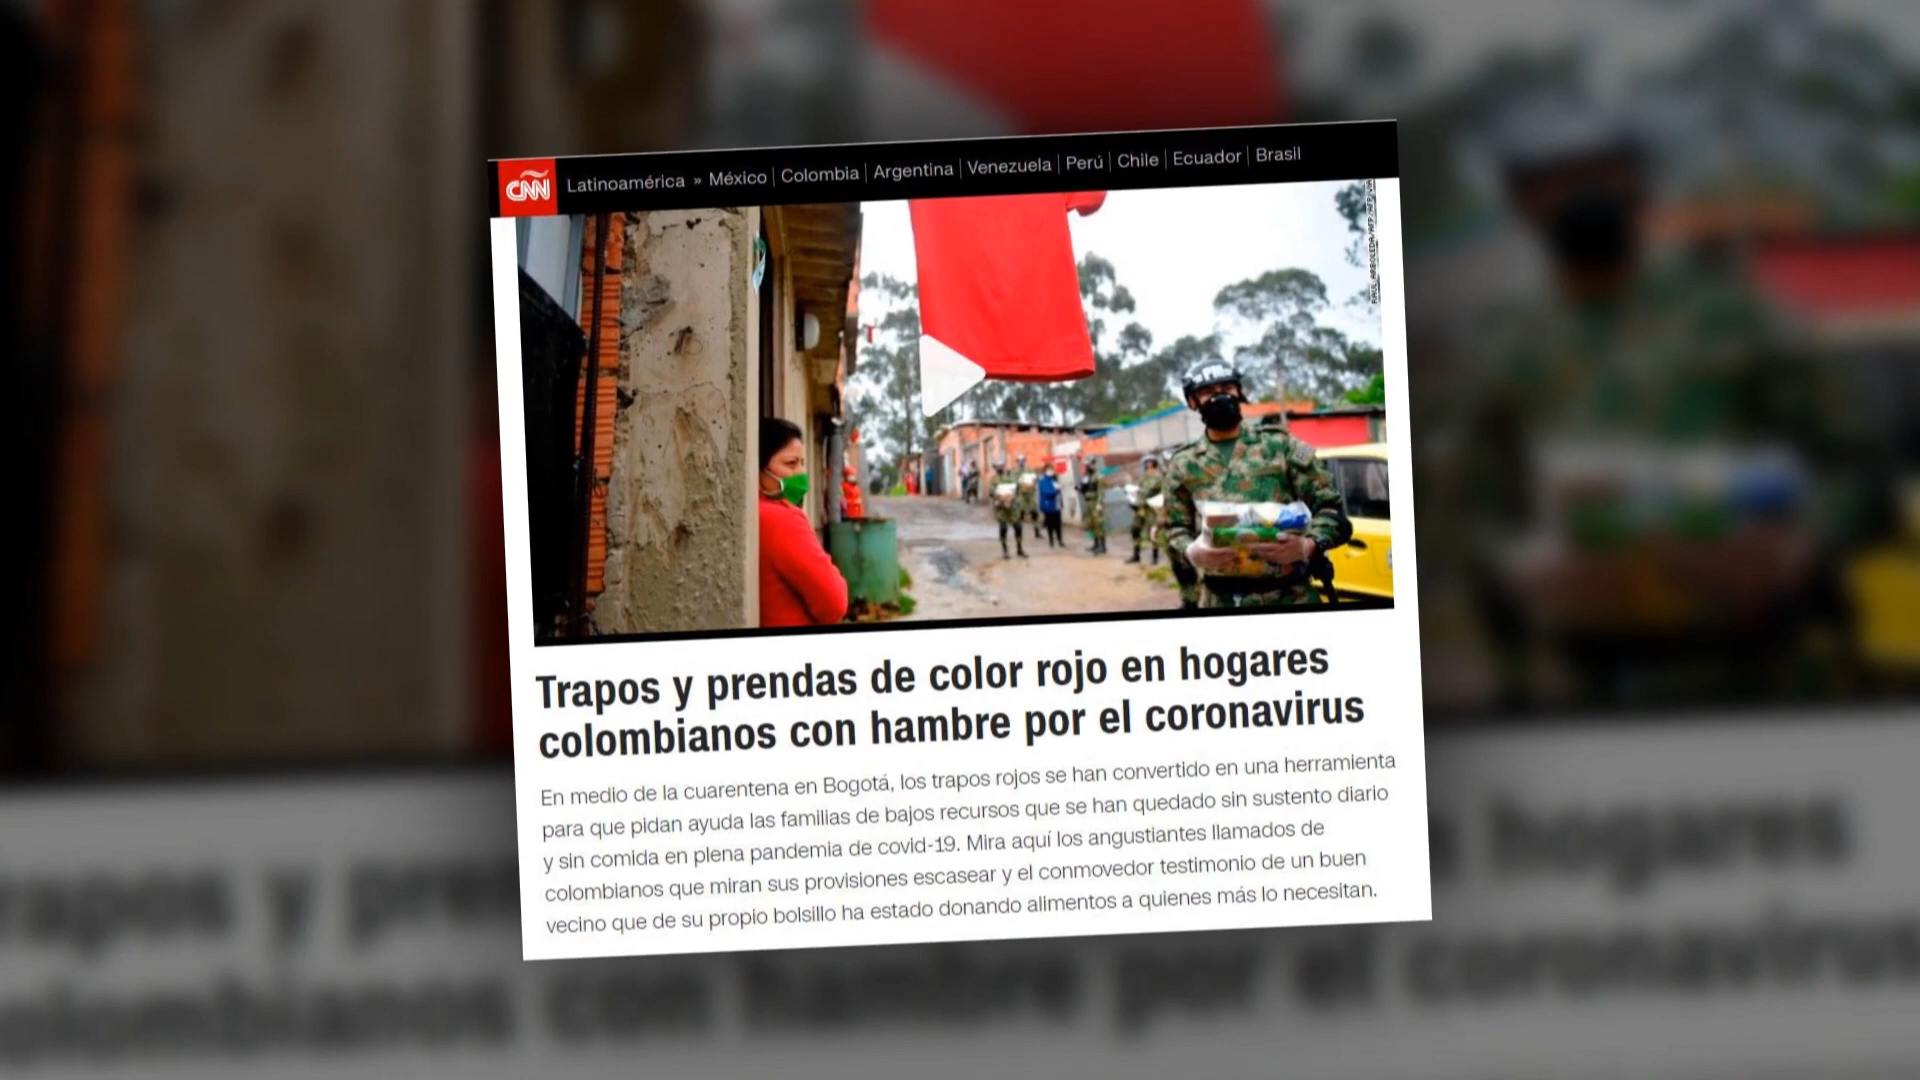 CNN Latinoamérica » México | Colombia | Argentina | Venezuela | Perú | Chile | Ecuador | Brasil
RAUL ARBOLEDA/AFP/AFP
Trapos y prendas de color rojo en hogares
colombianos con hambre por el coronavirus
En medio de la cuarentena en Bogotá, los trapos rojos se han convertido en una herramienta
para que pidan ayuda las familias de bajos recursos que se han quedado sin sustento diario
y sin comida en plena pandemia de covid-19. Mira aquí los angustiantes llamados de
colombianos que miran sus provisiones escasear y el conmovedor testimonio de un buen
vecino que de su propio bolsillo ha estado donando alimentos a quienes más lo necesitan.